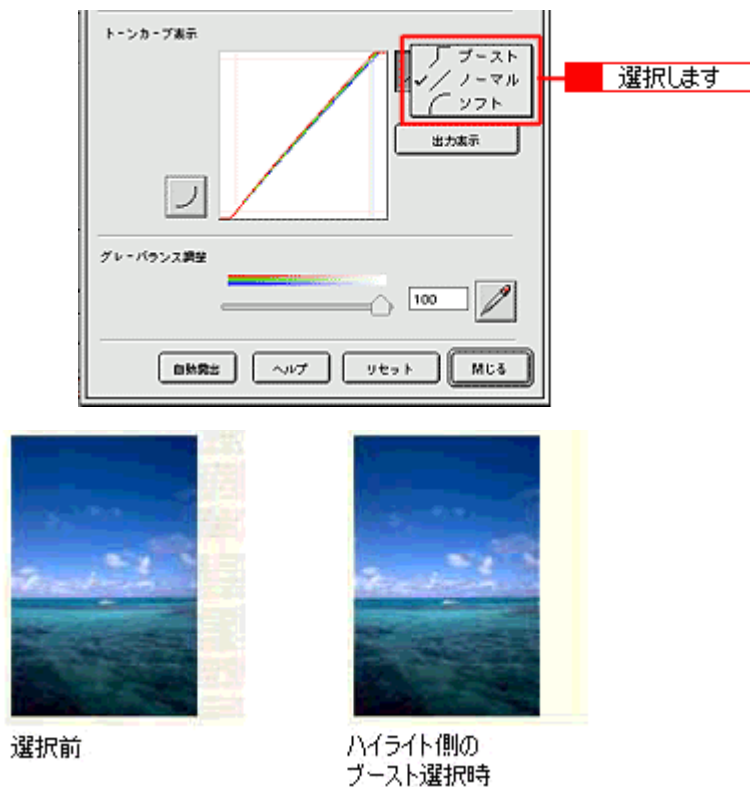 トーンカーブ表示
ブースト
ノーマル
ソフト
選択します
出力表示
グレーバランス調整
100
自動露出
ヘルプ
リセット
閉じる
選択前
ハイライト側の
ブースト選択時